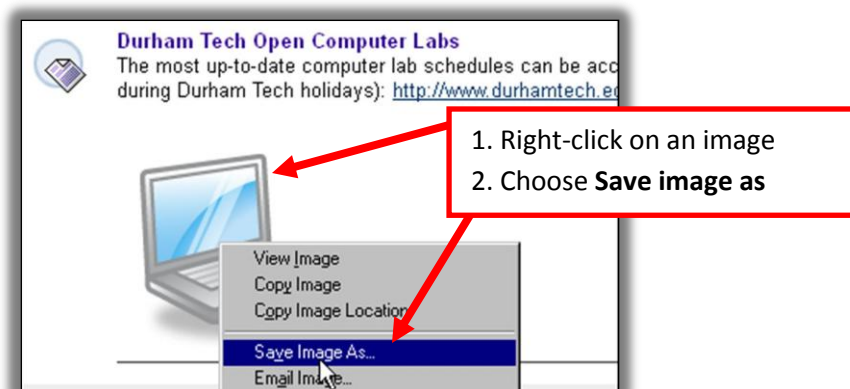 Durham Tech Open Computer Labs
The most up-to-date computer lab schedules can be acc
during Durham Tech holidays): http://www.durhamtech.ed
1. Right-click on an image
2. Choose Save image as
View Image
Copy Image
Copy Image Location
Save Image As...
Email Image...